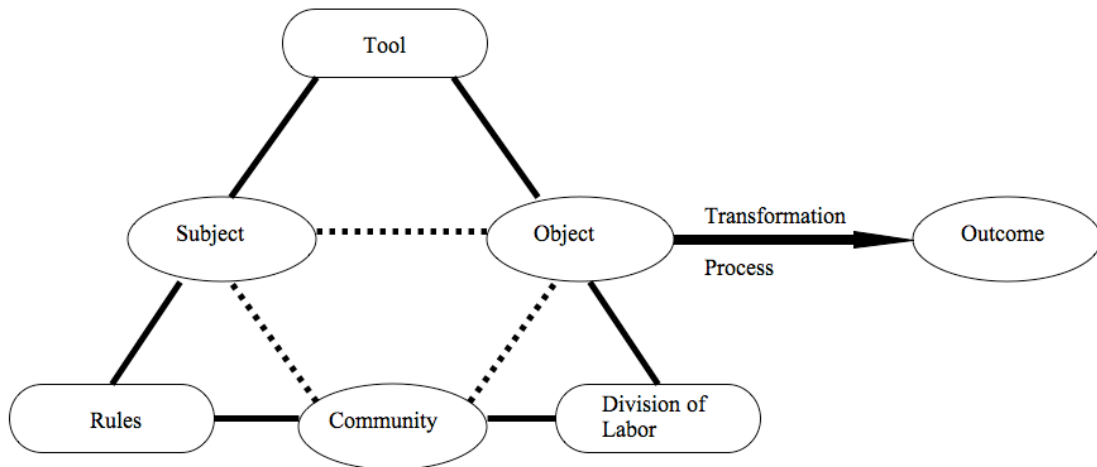 Tool
Subject
Object
Transformation
Process
Outcome
Rules
Community
Division of
Labor